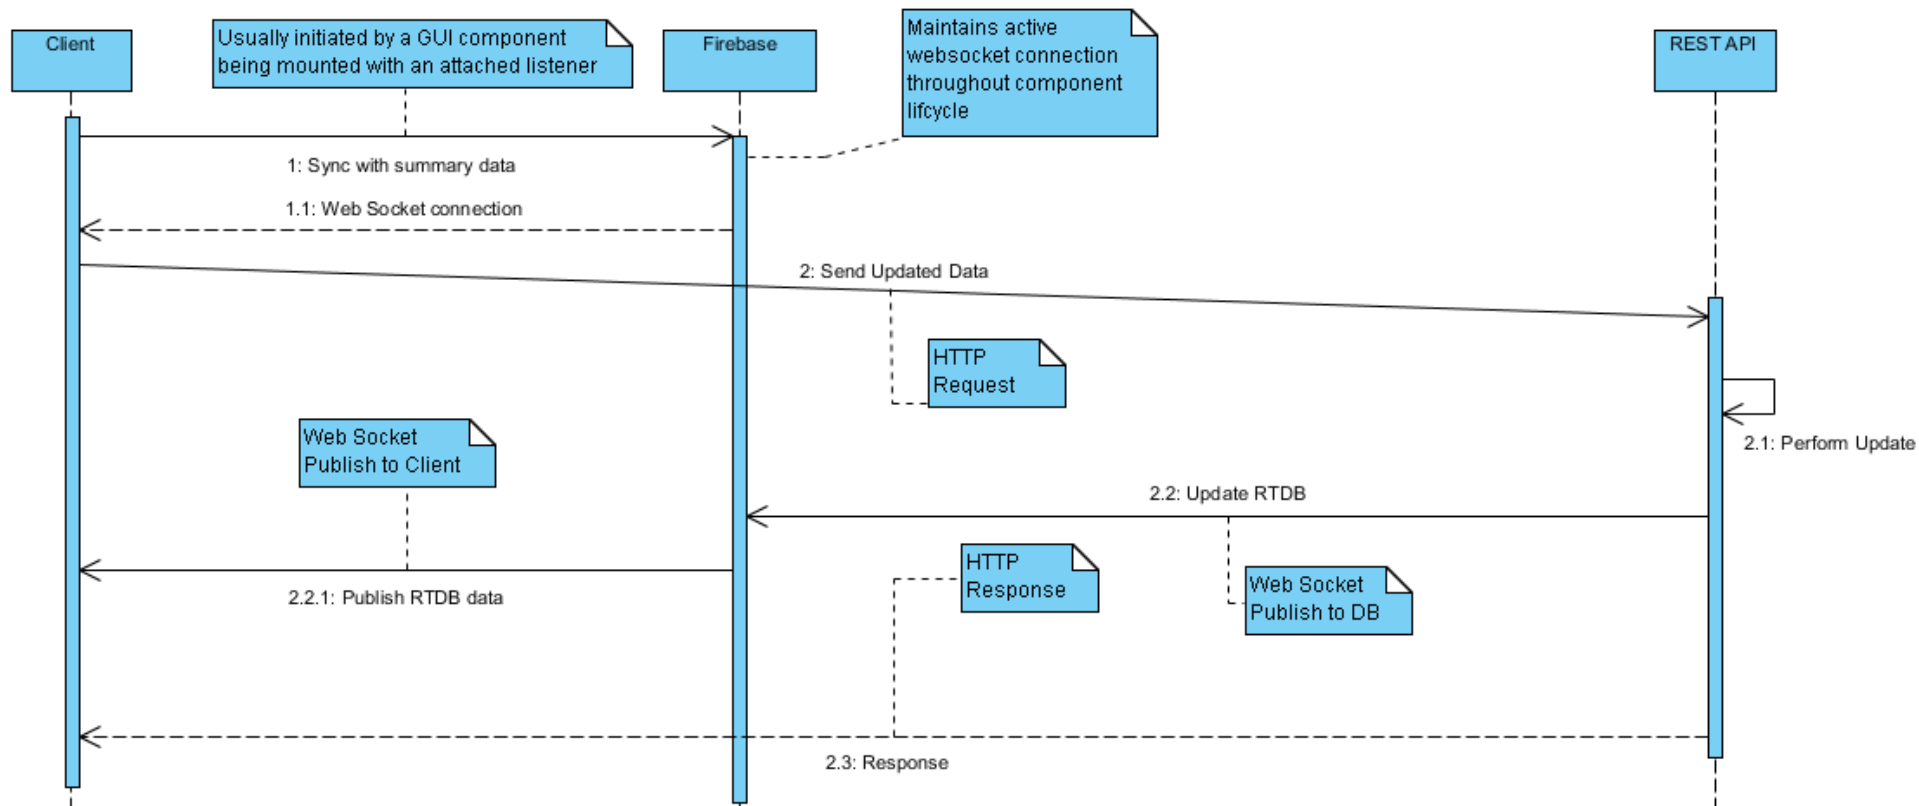 Client
Usually initiated by a GUI component
being mounted with an attached listener
Firebase
Maintains active
websocket connection
throughout component
lifcycle
REST API
1: Sync with summary data
1.1: Web Socket connection
2: Send Updated Data
HTTP
Request
2.1: Perform Update
Web Socket
Publish to Client
2.2: Update RTDB
HTTP
Response
Web Socket
Publish to DB
2.2.1: Publish RTDB data
2.3: Response